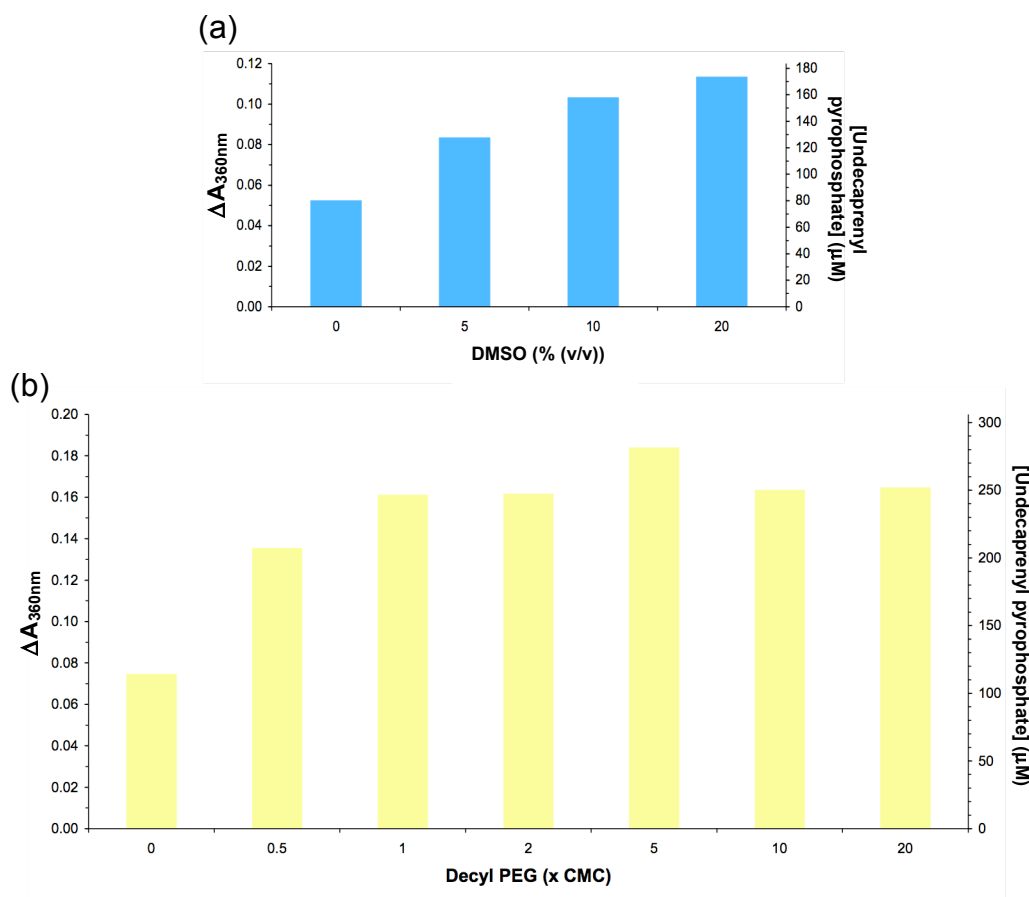 (a)
0.12
0.10
0.08
0.06
0.04
0.02
0.00
ΔA360nm
180
160
140
120
100
80
60
40
20
0
[Undecaprenyl
pyrophosphate] (μM)
0 5 10 20
DMSO (% (v/v))
(b)
0.20
0.18
0.16
0.14
0.12
0.10
0.08
0.06
0.04
0.02
0.00
ΔA360nm
300
250
200
150
100
50
0
[Undecaprenyl pyrophosphate]
(μM)
0 0.5 1 2 5 10 20
Decyl PEG (x CMC)